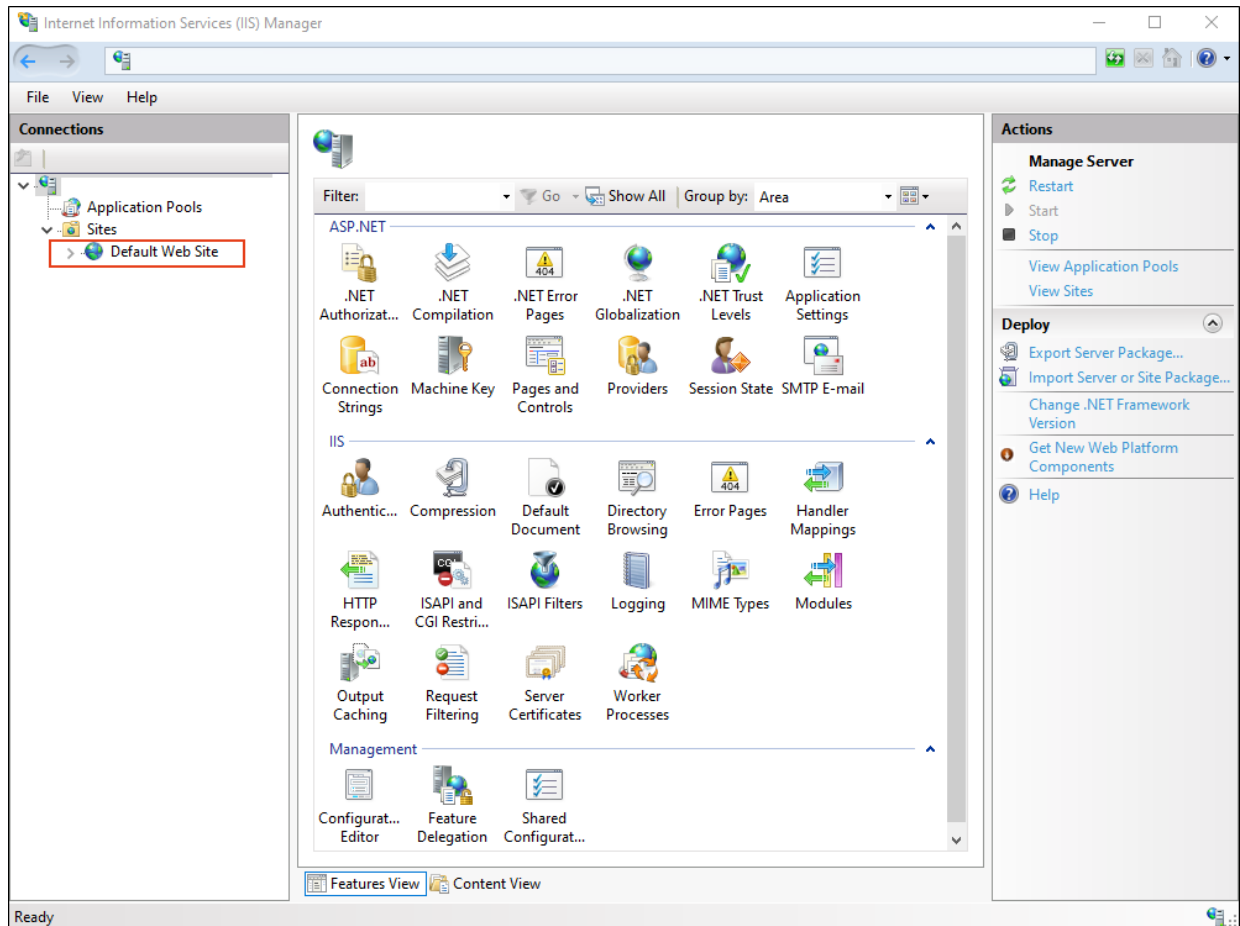 Internet Information Services (IIS) Manager
File View Help
Connections
Application Pools
Sites
Default Web Site
Filter: Go Show All Group by: Area
ASP.NET
.NET Authorizat...
.NET Compilation
.NET Error Pages
.NET Globalization
.NET Trust Levels
Application Settings
Connection Strings
Machine Key
Pages and Controls
Providers
Session State
SMTP E-mail
IIS
Authentic...
Compression
Default Document
Directory Browsing
Error Pages
Handler Mappings
HTTP Respon...
ISAPI and CGI Restri...
ISAPI Filters
Logging
MIME Types
Modules
Output Caching
Request Filtering
Server Certificates
Worker Processes
Management
Configurat... Editor
Feature Delegation
Shared Configurat...
Features View
Content View
Actions
Manage Server
Restart
Start
Stop
View Application Pools
View Sites
Deploy
Export Server Package...
Import Server or Site Package...
Change .NET Framework
Version
Get New Web Platform
Components
Help
Ready